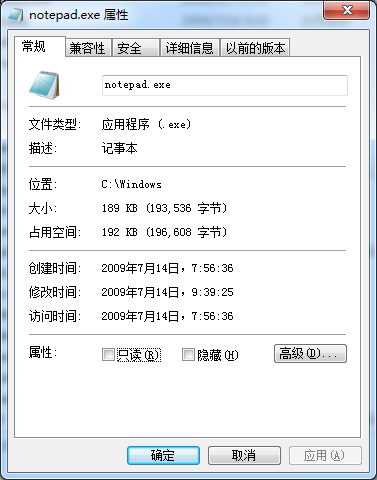 notepad.exe 属性
常规 兼容性 安全 详细信息 以前的版本
notepad.exe
文件类型: 应用程序 (.exe)
描述: 记事本
位置: C:\Windows
大小: 189 KB (193,536 字节)
占用空间: 192 KB (196,608 字节)
创建时间: 2009年7月14日，7:56:36
修改时间: 2009年7月14日，9:39:25
访问时间: 2009年7月14日，7:56:36
属性: 只读(R) 隐藏(H) 高级(D)...
确定 取消 应用(A)